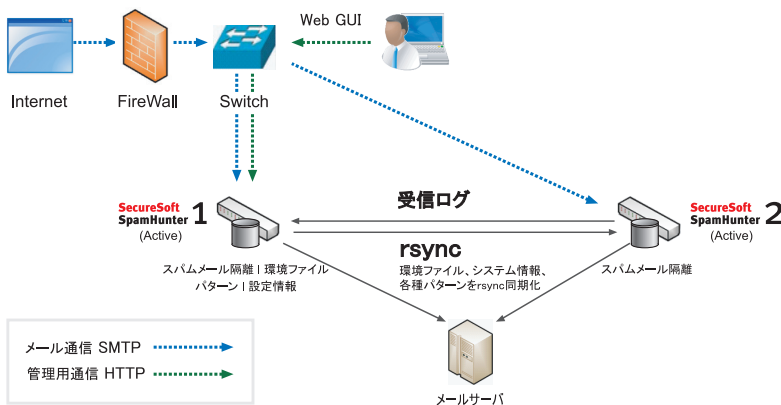 Web GUI
Internet
FireWall
Switch
SecureSoft
SpamHunter 1
(Active)
受信ログ
SecureSoft
SpamHunter 2
(Active)
rsync
スパムメール隔離 | 環境ファイル
パターン | 設定情報
環境ファイル、システム情報、
各種パターンをrsync同期化
スパムメール隔離
メール通信 SMTP
管理用通信 HTTP
メールサーバ